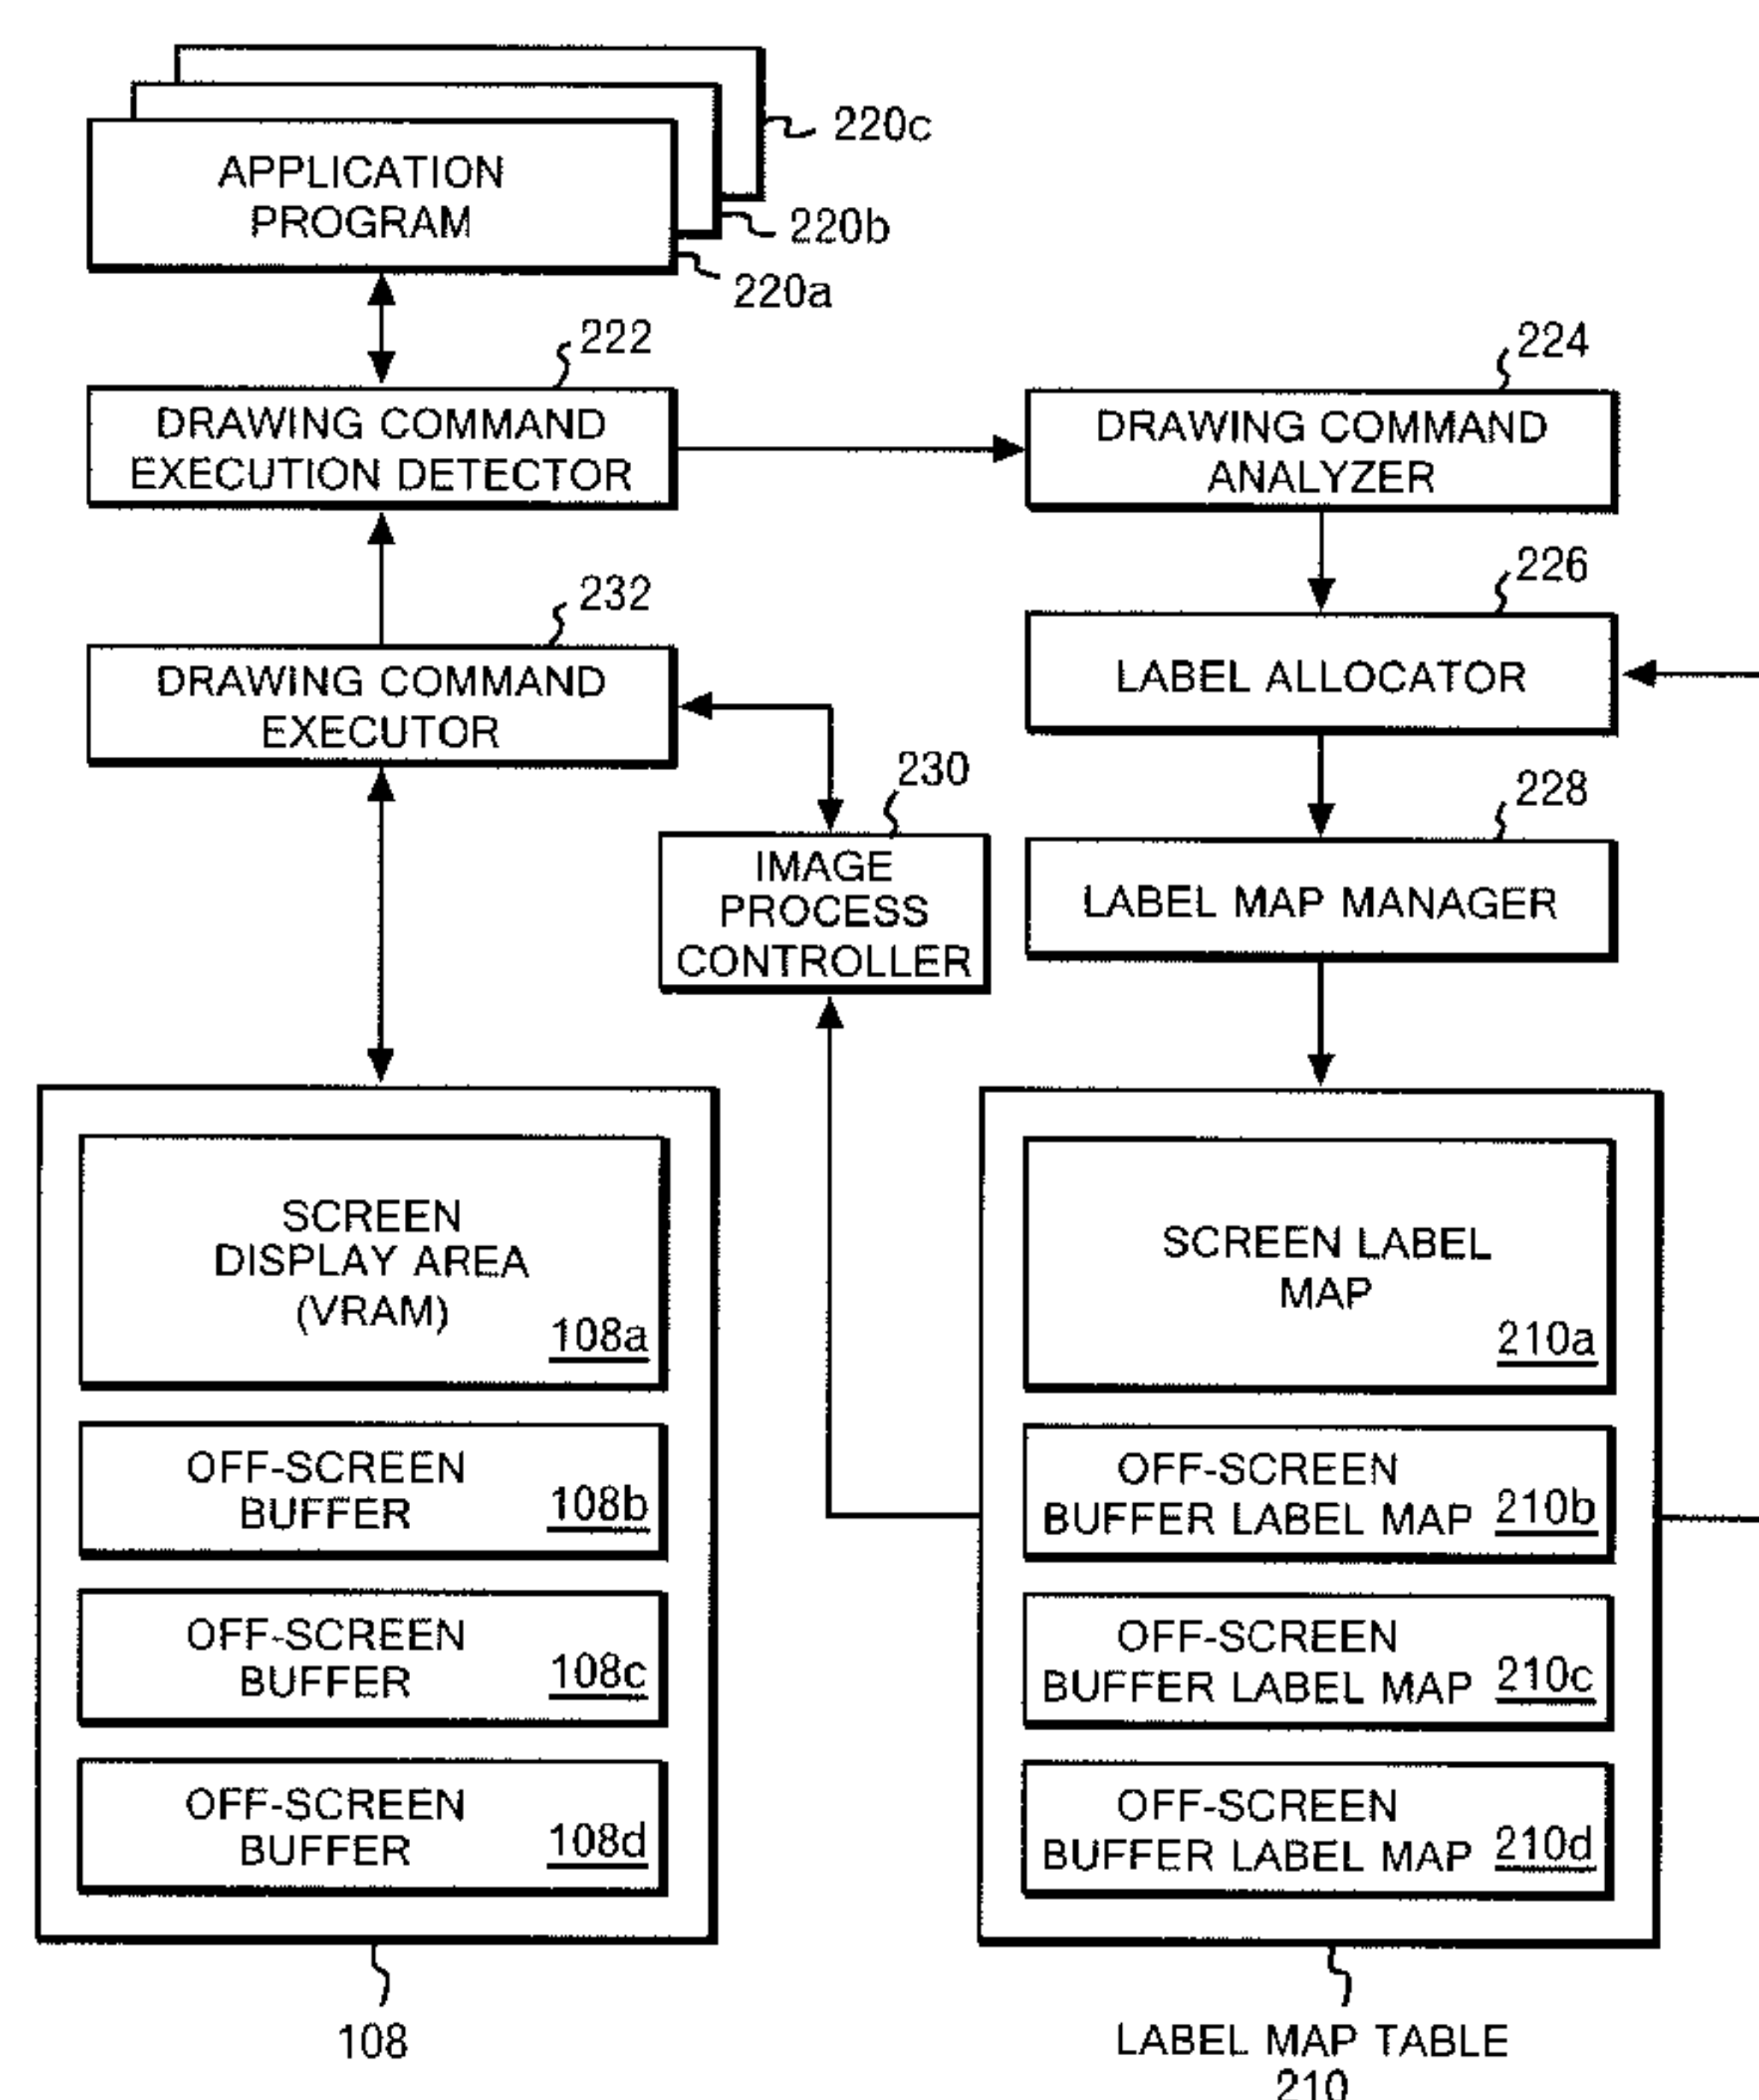 220c
APPLICATION
PROGRAM
220b
220a
222
DRAWING COMMAND
EXECUTION DETECTOR
224
DRAWING COMMAND
ANALYZER
226
LABEL ALLOCATOR
232
DRAWING COMMAND
EXECUTOR
230
IMAGE
PROCESS
CONTROLLER
228
LABEL MAP MANAGER
SCREEN
DISPLAY AREA
(VRAM)
108a
OFF-SCREEN
BUFFER 108b
OFF-SCREEN
BUFFER 108c
OFF-SCREEN
BUFFER 108d
108
SCREEN LABEL
MAP
210a
OFF-SCREEN
BUFFER LABEL MAP 210b
OFF-SCREEN
BUFFER LABEL MAP 210c
OFF-SCREEN
BUFFER LABEL MAP 210d
LABEL MAP TABLE
210